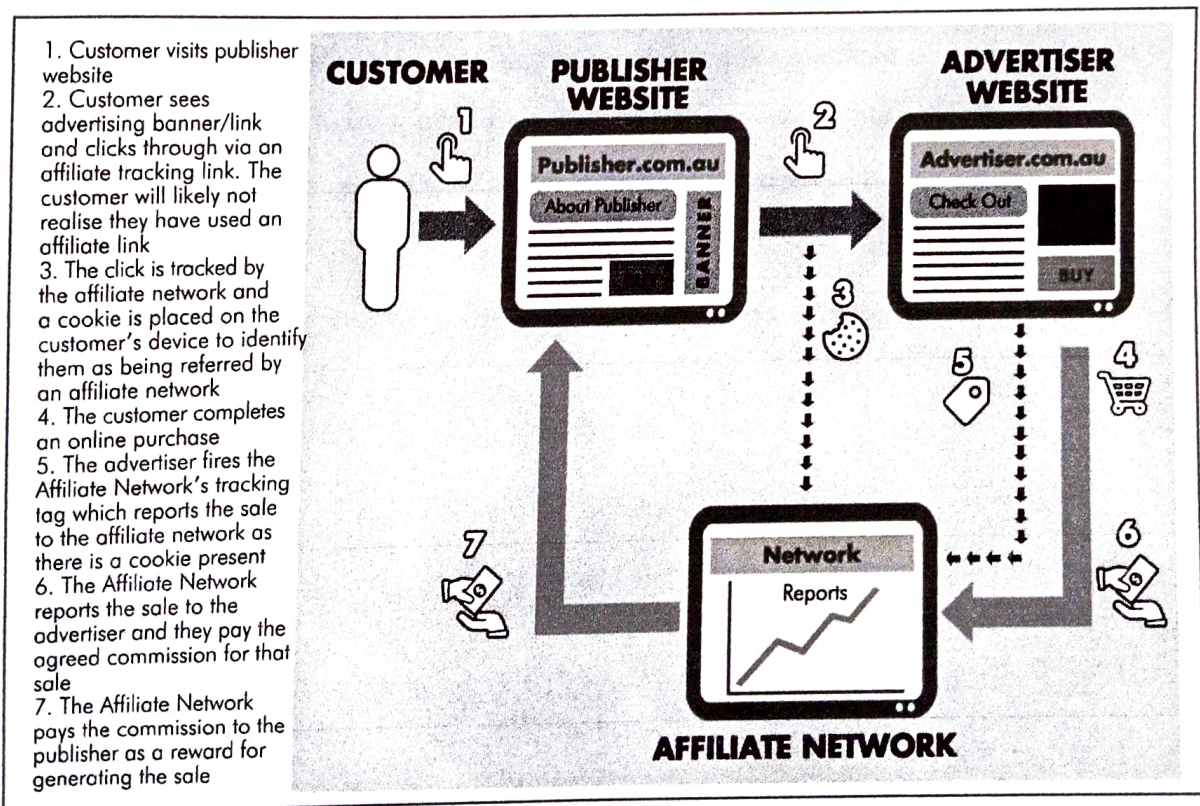 1. Customer visits publisher
website
2. Customer sees
advertising banner/link
and clicks through via an
affiliate tracking link. The
customer will likely not
realise they have used an
affiliate link
3. The click is tracked by
the affiliate network and
a cookie is placed on the
customer's device to identify
them as being referred by
an affiliate network
4. The customer completes
an online purchase
5. The advertiser fires the
Affiliate Network's tracking
tag which reports the sale
to the affiliate network as
there is a cookie present
6. The Affiliate Network
reports the sale to the
advertiser and they pay the
agreed commission for that
sale
7. The Affiliate Network
pays the commission to the
publisher as a reward for
generating the sale
CUSTOMER
PUBLISHER
WEBSITE
ADVERTISER
WEBSITE
1
2
Publisher.com.au
About Publisher
BANNER
Advertiser.com.au
Check Out
BUY
3
5
4
7
6
Network
Reports
AFFILIATE NETWORK